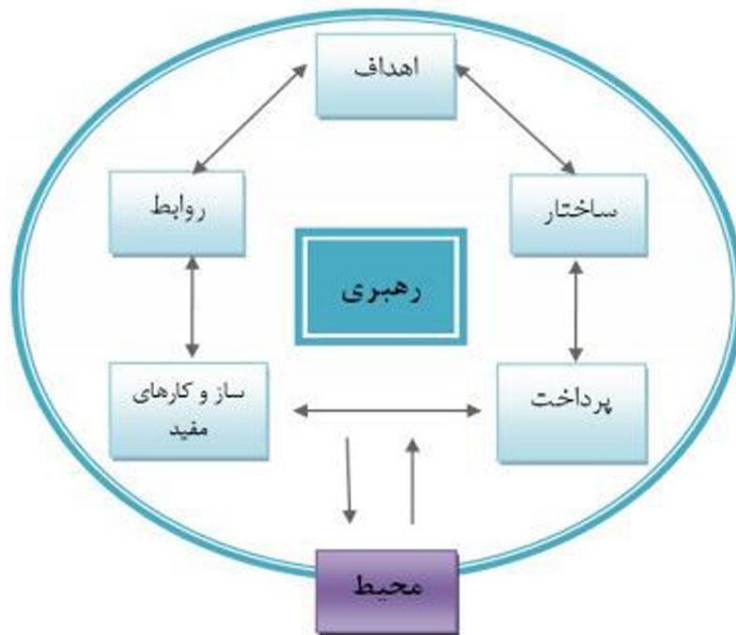 اهداف
ساختار
روابط
رهبری
پرداخت
ساز و کارهای
مفید
محیط